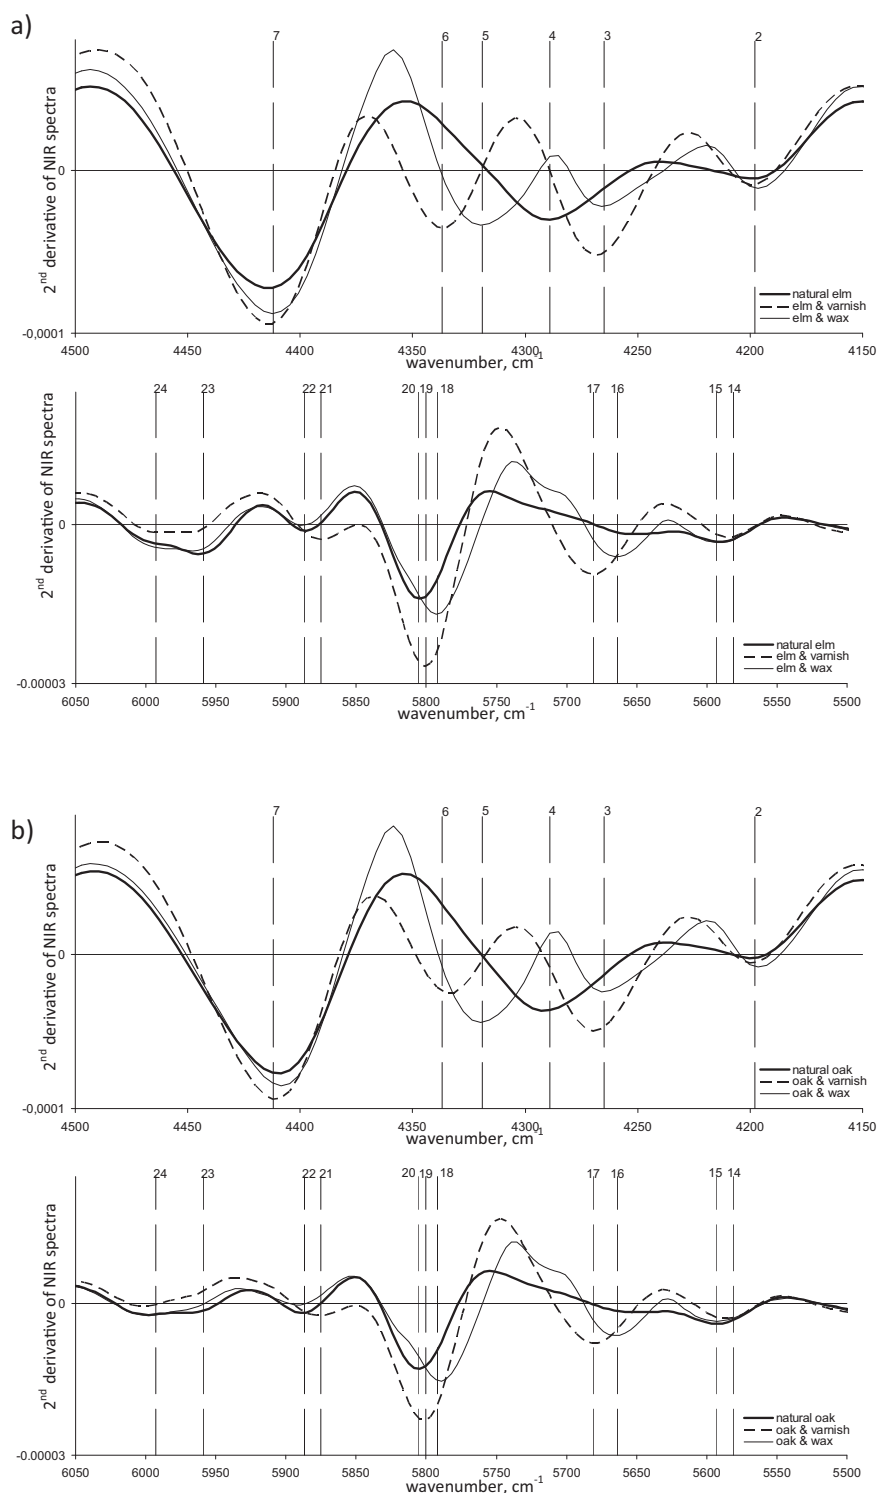 a)
7 6 5 4 3 2
2nd derivative of NIR spectra
0
-0,0001
natural elm
elm & varnish
elm & wax
4500 4450 4400 4350 4300 4250 4200 4150
wavenumber, cm-1
24 23 22 21 20 19 18 17 16 15 14
2nd derivative of NIR spectra
0
-0.00003
natural elm
elm & varnish
elm & wax
6050 6000 5950 5900 5850 5800 5750 5700 5650 5600 5550 5500
wavenumber, cm-1
b)
7 6 5 4 3 2
2nd derivative of NIR spectra
0
-0,0001
natural oak
oak & varnish
oak & wax
4500 4450 4400 4350 4300 4250 4200 4150
wavenumber, cm-1
24 23 22 21 20 19 18 17 16 15 14
2nd derivative of NIR spectra
0
-0.00003
natural oak
oak & varnish
oak & wax
6050 6000 5950 5900 5850 5800 5750 5700 5650 5600 5550 5500
wavenumber, cm-1